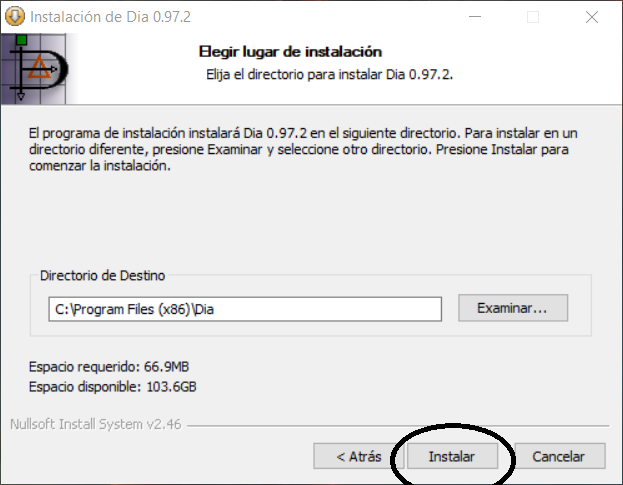 Instalación de Dia 0.97.2
Elegir lugar de instalación
Elija el directorio para instalar Dia 0.97.2.
El programa de instalación instalará Dia 0.97.2 en el siguiente directorio. Para instalar en un
directorio diferente, presione Examinar y seleccione otro directorio. Presione Instalar para
comenzar la instalación.
Directorio de Destino
C:\Program Files (x86)\Dia
Examinar...
Espacio requerido: 66.9MB
Espacio disponible: 103.6GB
Nullsoft Install System v2.46
< Atrás
Instalar
Cancelar